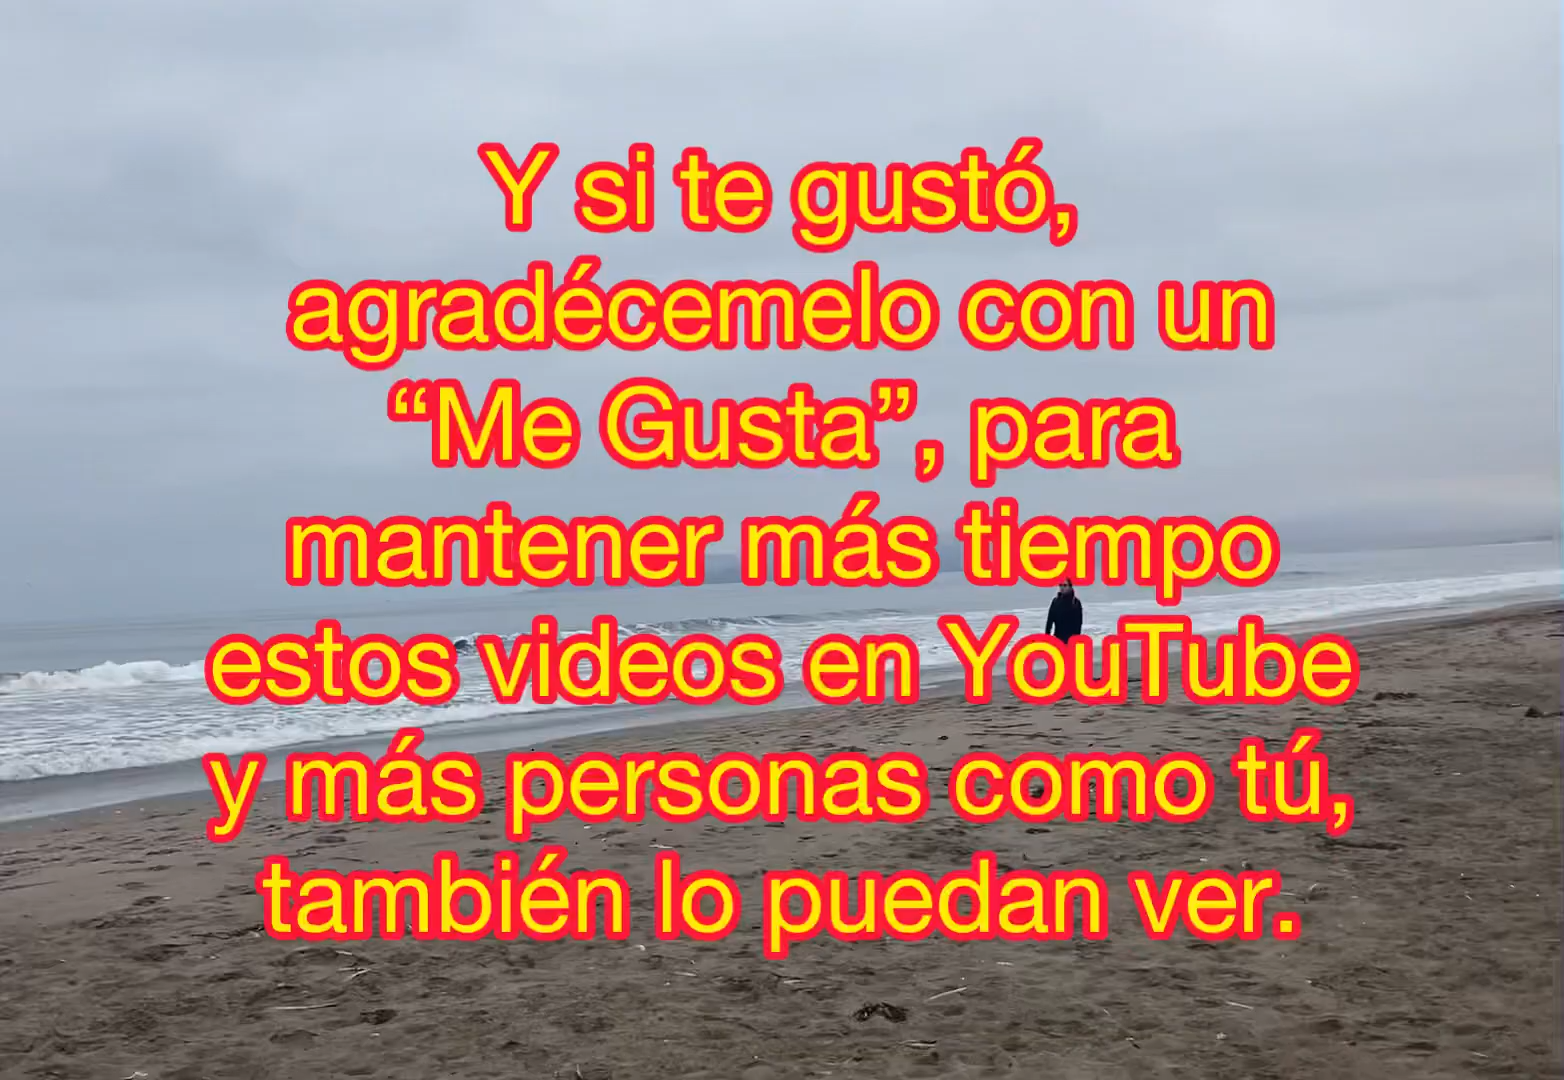 Y si te gustó,
agradécemelo con un
“Me Gusta”, para
mantener más tiempo
estos videos en YouTube
y más personas como tú,
también lo puedan ver.